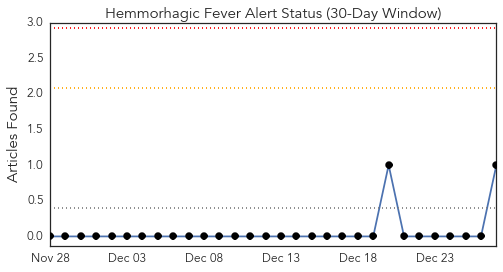 Hemmorhagic Fever Alert Status (30-Day Window)
Articles Found
3.0
2.5
2.0
1.5
1.0
0.5
0.0
Nov 28 Dec 03 Dec 08 Dec 13 Dec 18 Dec 23